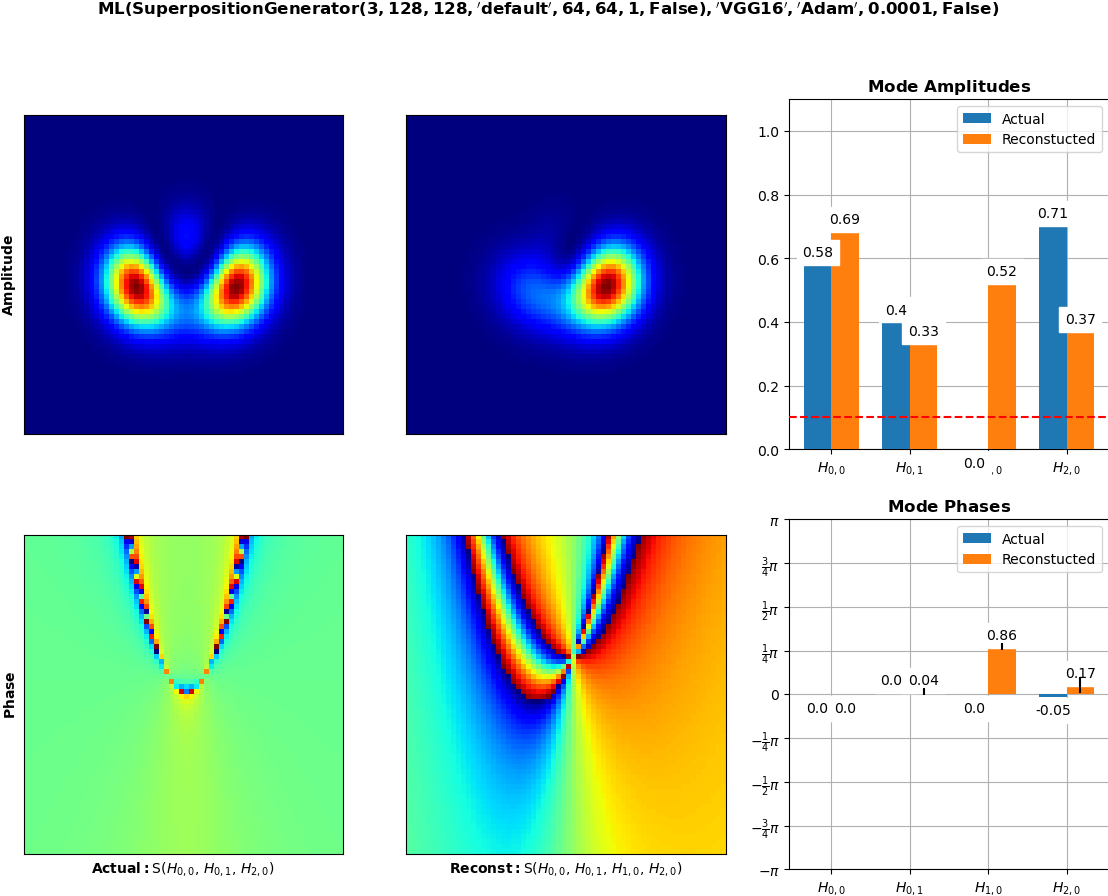 ML(SuperpositionGenerator(3, 128, 128, ′default′, 64, 64, 1, False), ′VGG16′, ′Adam′, 0.0001, False)
Amplitude
Mode Amplitudes
Actual
Reconstucted
1.0
0.8
0.6
0.4
0.2
0.0
0.58
0.69
0.4
0.33
0.0
0.52
0.71
0.37
H0,0
H0,1
,0
H2,0
Phase
Actual: S(H0,0, H0,1, H2,0)
Reconst: S(H0,0, H0,1, H1,0, H2,0)
Mode Phases
Actual
Reconstucted
π
3/4π
1/2π
1/4π
0
−1/4π
−1/2π
−3/4π
−π
0.0
0.0
0.0
0.04
0.0
0.86
-0.05
0.17
H0,0
H0,1
H1,0
H2,0